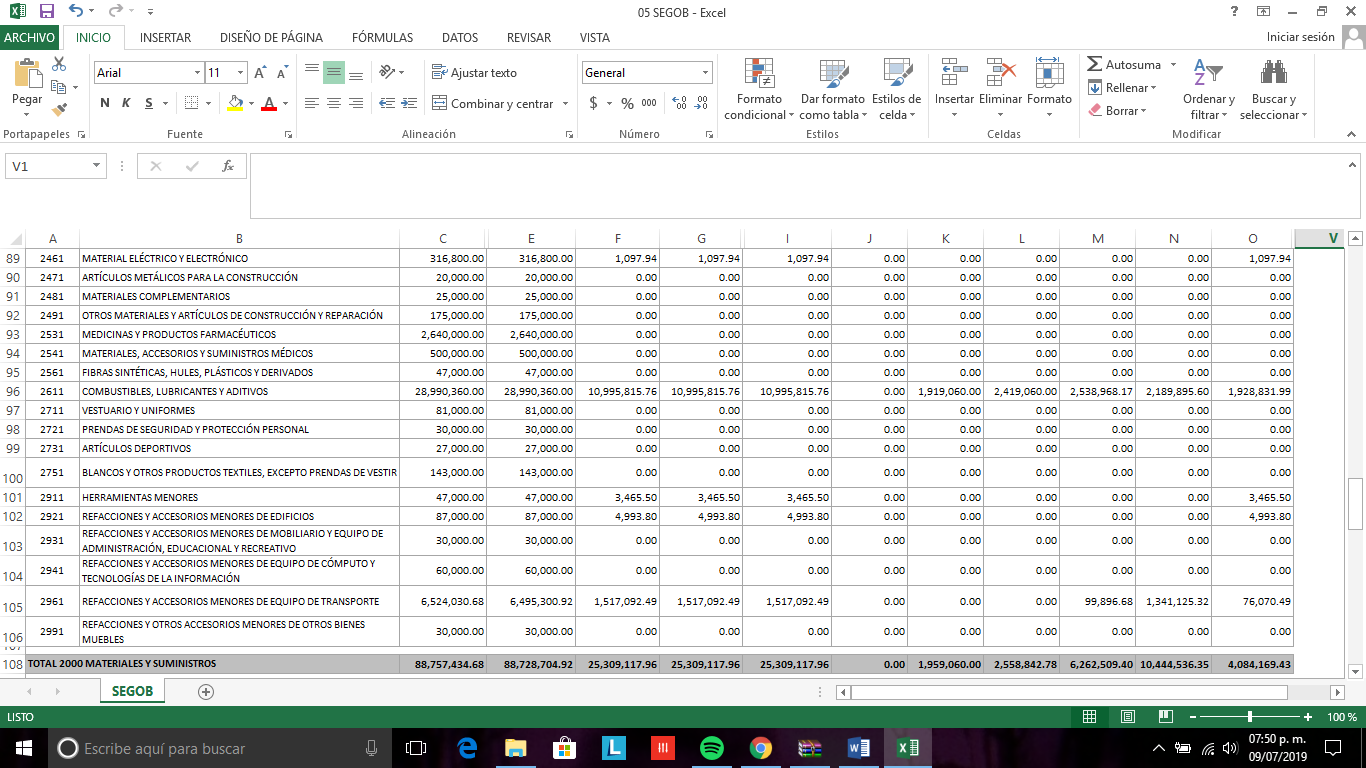 05 SEGOB - Excel
?
ARCHIVO INICIO INSERTAR DISEÑO DE PÁGINA FÓRMULAS DATOS REVISAR VISTA Iniciar sesión
Pegar
Portapapeles
Arial 11 A A
N K S A
Fuente
Ajustar texto
Combinar y centrar
Alineación
General
$ % 000 ,0 ,00 ,00 ,0
Número
Formato condicional
Dar formato como tabla
Estilos de celda
Estilos
Insertar Eliminar Formato
Celdas
Autosuma
Rellenar
Borrar
Ordenar y filtrar
Buscar y seleccionar
Modificar
V1 fx
A B C E F G I J K L M N O V
89 2461 MATERIAL ELÉCTRICO Y ELECTRÓNICO 316,800.00 316,800.00 1,097.94 1,097.94 1,097.94 0.00 0.00 0.00 0.00 0.00 1,097.94
90 2471 ARTÍCULOS METÁLICOS PARA LA CONSTRUCCIÓN 20,000.00 20,000.00 0.00 0.00 0.00 0.00 0.00 0.00 0.00 0.00 0.00
91 2481 MATERIALES COMPLEMENTARIOS 25,000.00 25,000.00 0.00 0.00 0.00 0.00 0.00 0.00 0.00 0.00 0.00
92 2491 OTROS MATERIALES Y ARTÍCULOS DE CONSTRUCCIÓN Y REPARACIÓN 175,000.00 175,000.00 0.00 0.00 0.00 0.00 0.00 0.00 0.00 0.00 0.00
93 2531 MEDICINAS Y PRODUCTOS FARMACÉUTICOS 2,640,000.00 2,640,000.00 0.00 0.00 0.00 0.00 0.00 0.00 0.00 0.00 0.00
94 2541 MATERIALES, ACCESORIOS Y SUMINISTROS MÉDICOS 500,000.00 500,000.00 0.00 0.00 0.00 0.00 0.00 0.00 0.00 0.00 0.00
95 2561 FIBRAS SINTÉTICAS, HULES, PLÁSTICOS Y DERIVADOS 47,000.00 47,000.00 0.00 0.00 0.00 0.00 0.00 0.00 0.00 0.00 0.00
96 2611 COMBUSTIBLES, LUBRICANTES Y ADITIVOS 28,990,360.00 28,990,360.00 10,995,815.76 10,995,815.76 10,995,815.76 0.00 1,919,060.00 2,419,060.00 2,538,968.17 2,189,895.60 1,928,831.99
97 2711 VESTUARIO Y UNIFORMES 81,000.00 81,000.00 0.00 0.00 0.00 0.00 0.00 0.00 0.00 0.00 0.00
98 2721 PRENDAS DE SEGURIDAD Y PROTECCIÓN PERSONAL 30,000.00 30,000.00 0.00 0.00 0.00 0.00 0.00 0.00 0.00 0.00 0.00
99 2731 ARTÍCULOS DEPORTIVOS 27,000.00 27,000.00 0.00 0.00 0.00 0.00 0.00 0.00 0.00 0.00 0.00
100 2751 BLANCOS Y OTROS PRODUCTOS TEXTILES, EXCEPTO PRENDAS DE VESTIR 143,000.00 143,000.00 0.00 0.00 0.00 0.00 0.00 0.00 0.00 0.00 0.00
101 2911 HERRAMIENTAS MENORES 47,000.00 47,000.00 3,465.50 3,465.50 3,465.50 0.00 0.00 0.00 0.00 0.00 3,465.50
102 2921 REFACCIONES Y ACCESORIOS MENORES DE EDIFICIOS 87,000.00 87,000.00 4,993.80 4,993.80 4,993.80 0.00 0.00 0.00 0.00 0.00 4,993.80
103 2931 REFACCIONES Y ACCESORIOS MENORES DE MOBILIARIO Y EQUIPO DE
ADMINISTRACIÓN, EDUCACIONAL Y RECREATIVO 30,000.00 30,000.00 0.00 0.00 0.00 0.00 0.00 0.00 0.00 0.00 0.00
104 2941 REFACCIONES Y ACCESORIOS MENORES DE EQUIPO DE CÓMPUTO Y
TECNOLOGÍAS DE LA INFORMACIÓN 60,000.00 60,000.00 0.00 0.00 0.00 0.00 0.00 0.00 0.00 0.00 0.00
105 2961 REFACCIONES Y ACCESORIOS MENORES DE EQUIPO DE TRANSPORTE 6,524,030.68 6,495,300.92 1,517,092.49 1,517,092.49 1,517,092.49 0.00 0.00 0.00 99,896.68 1,341,125.32 76,070.49
106 2991 REFACCIONES Y OTROS ACCESORIOS MENORES DE OTROS BIENES
MUEBLES 30,000.00 30,000.00 0.00 0.00 0.00 0.00 0.00 0.00 0.00 0.00 0.00
107
108 TOTAL 2000 MATERIALES Y SUMINISTROS 88,757,434.68 88,728,704.92 25,309,117.96 25,309,117.96 25,309,117.96 0.00 1,959,060.00 2,558,842.78 6,262,509.40 10,444,536.35 4,084,169.43
SEGOB
LISTO 100 %
Escribe aquí para buscar
07:50 p. m.
09/07/2019